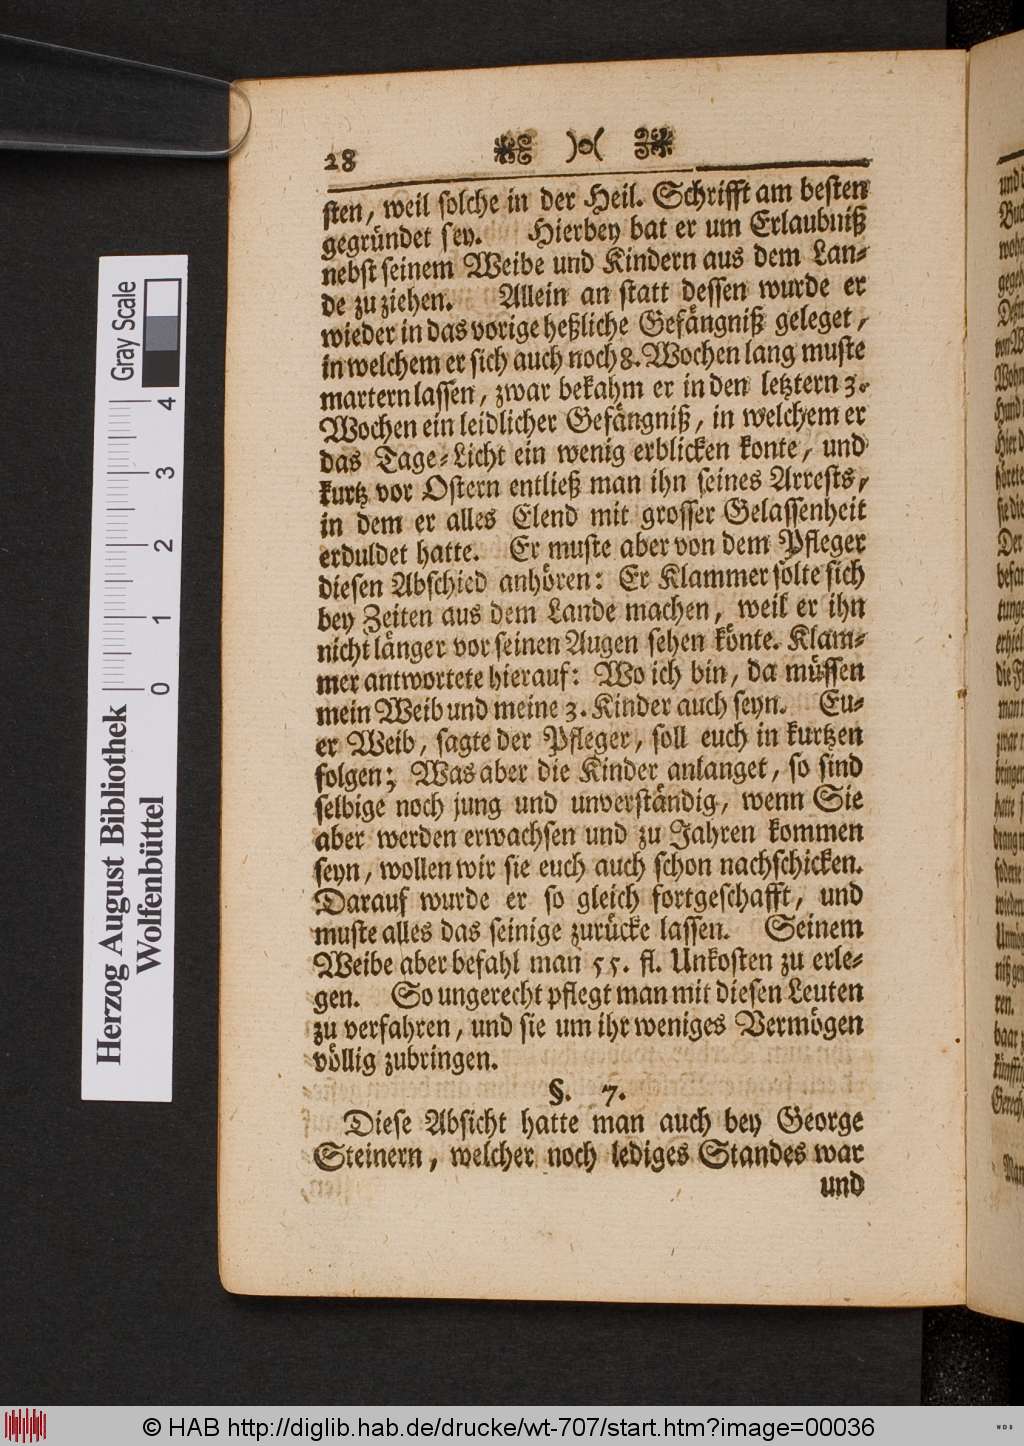 28 )o(
sten, weil solche in der Heil. Schrifft am besten
gegründet sey. Hierbey bat er um Erlaubniß
nebst seinem Weibe und Kindern aus dem Lan-
de zu ziehen. Allein an statt dessen wurde er
wieder in das vorige heßliche Gefängniß geleget,
in welchem er sich auch noch 8. Wochen lang muste
martern lassen, zwar bekahm er in den letztern 3.
Wochen ein leidlicher Gefängniß, in welchem er
das Tage-Licht ein wenig erblicken konte, und
kurtz vor Ostern entließ man ihn seines Arrests,
in dem er alles Elend mit grosser Gelassenheit
erduldet hatte. Er muste aber von dem Pfleger
diesen Abschied anhören: Er Klammer solte sich
bey Zeiten aus dem Lande machen, weil er ihn
nicht länger vor seinen Augen sehen könte. Klam-
mer antwortete hierauf: Wo ich bin, da müssen
mein Weib und meine 3. Kinder auch seyn. Eu-
er Weib, sagte der Pfleger, soll euch in kurtzen
folgen; Was aber die Kinder anlanget, so sind
selbige noch jung und unverständig, wenn Sie
aber werden erwachsen und zu Jahren kommen
seyn, wollen wir sie euch auch schon nachschicken.
Darauf wurde er so gleich fortgeschafft, und
muste alles das seinige zurücke lassen. Seinem
Weibe aber befahl man 55. fl. Unkosten zu erle-
gen. So ungerecht pflegt man mit diesen Leuten
zu verfahren, und sie um ihr weniges Vermögen
völlig zubringen.
§. 7.
Diese Absicht hatte man auch bey George
Steinern, welcher noch lediges Standes war
und
Gray Scale
4
3
2
1
0
Herzog August Bibliothek
Wolfenbüttel
© HAB http://diglib.hab.de/drucke/wt-707/start.htm?image=00036